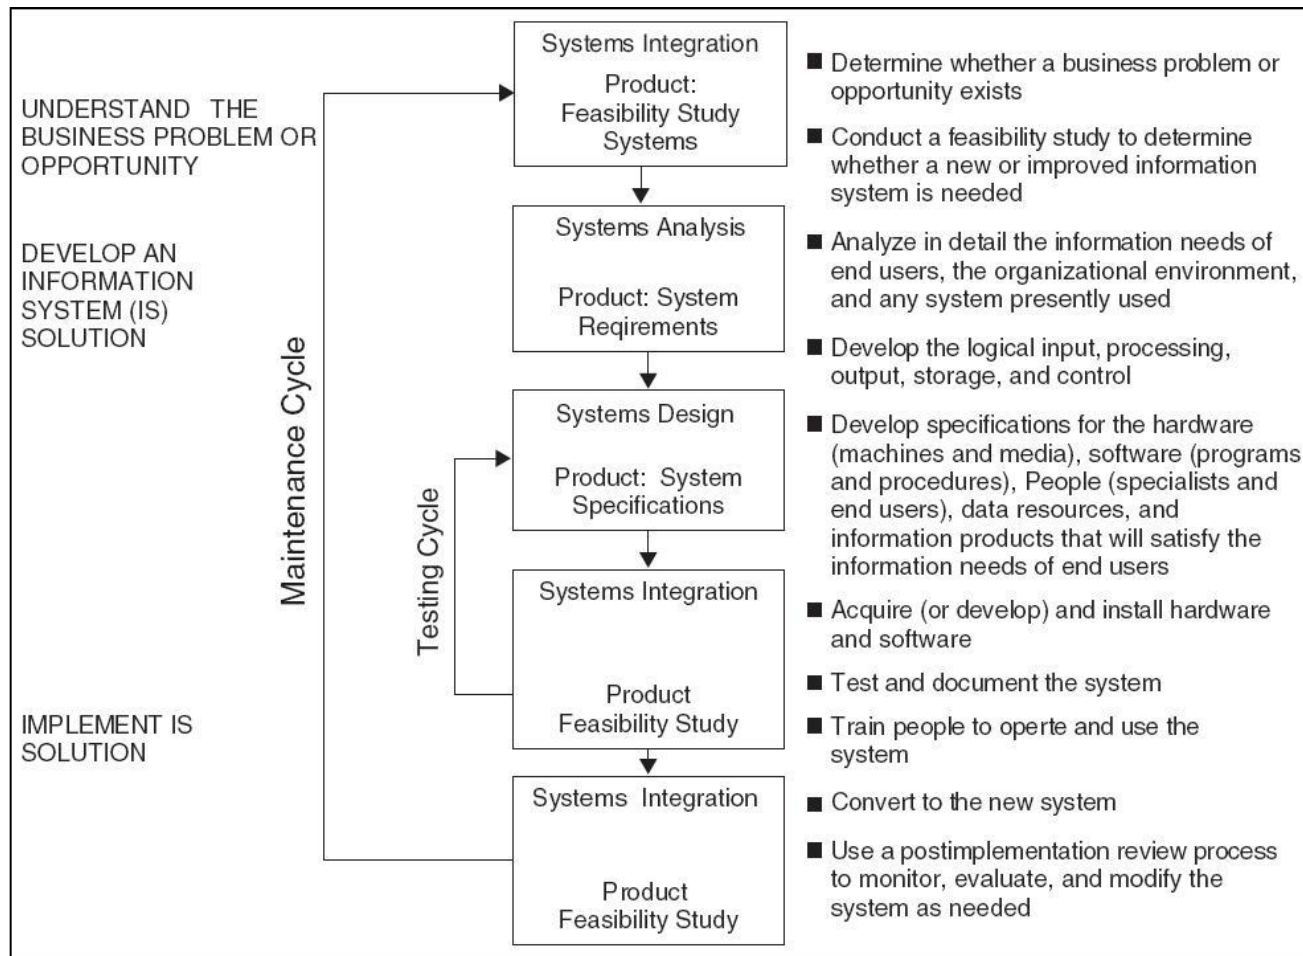 UNDERSTAND THE
BUSINESS PROBLEM OR
OPPORTUNITY
DEVELOP AN
INFORMATION
SYSTEM (IS)
SOLUTION
IMPLEMENT IS
SOLUTION
Maintenance Cycle
Testing Cycle
Systems Integration
Product:
Feasibility Study
Systems
Systems Analysis
Product: System
Reqirements
Systems Design
Product: System
Specifications
Systems Integration
Product
Feasibility Study
Systems Integration
Product
Feasibility Study
■ Determine whether a business problem or
opportunity exists
■ Conduct a feasibility study to determine
whether a new or improved information
system is needed
■ Analyze in detail the information needs of
end users, the organizational environment,
and any system presently used
■ Develop the logical input, processing,
output, storage, and control
■ Develop specifications for the hardware
(machines and media), software (programs
and procedures), People (specialists and
end users), data resources, and
information products that will satisfy the
information needs of end users
■ Acquire (or develop) and install hardware
and software
■ Test and document the system
■ Train people to operte and use the
system
■ Convert to the new system
■ Use a postimplementation review process
to monitor, evaluate, and modify the
system as needed